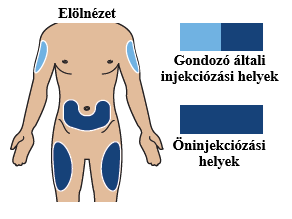 Elölnézet
Gondozó általi
injekciózási helyek
Öninjekciózási
helyek